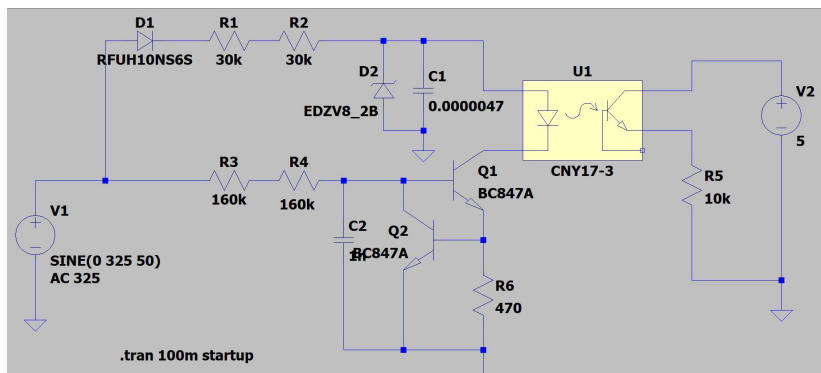 D1
R1
R2
RFUH10NS6S
30k
30k
D2
C1
EDZV8_2B
0.0000047
U1
V2
5
CNY17-3
R3
R4
160k
160k
Q1
BC847A
R5
10k
V1
SINE(0 325 50)
AC 325
C2
Q2
BC847A
R6
470
.tran 100m startup